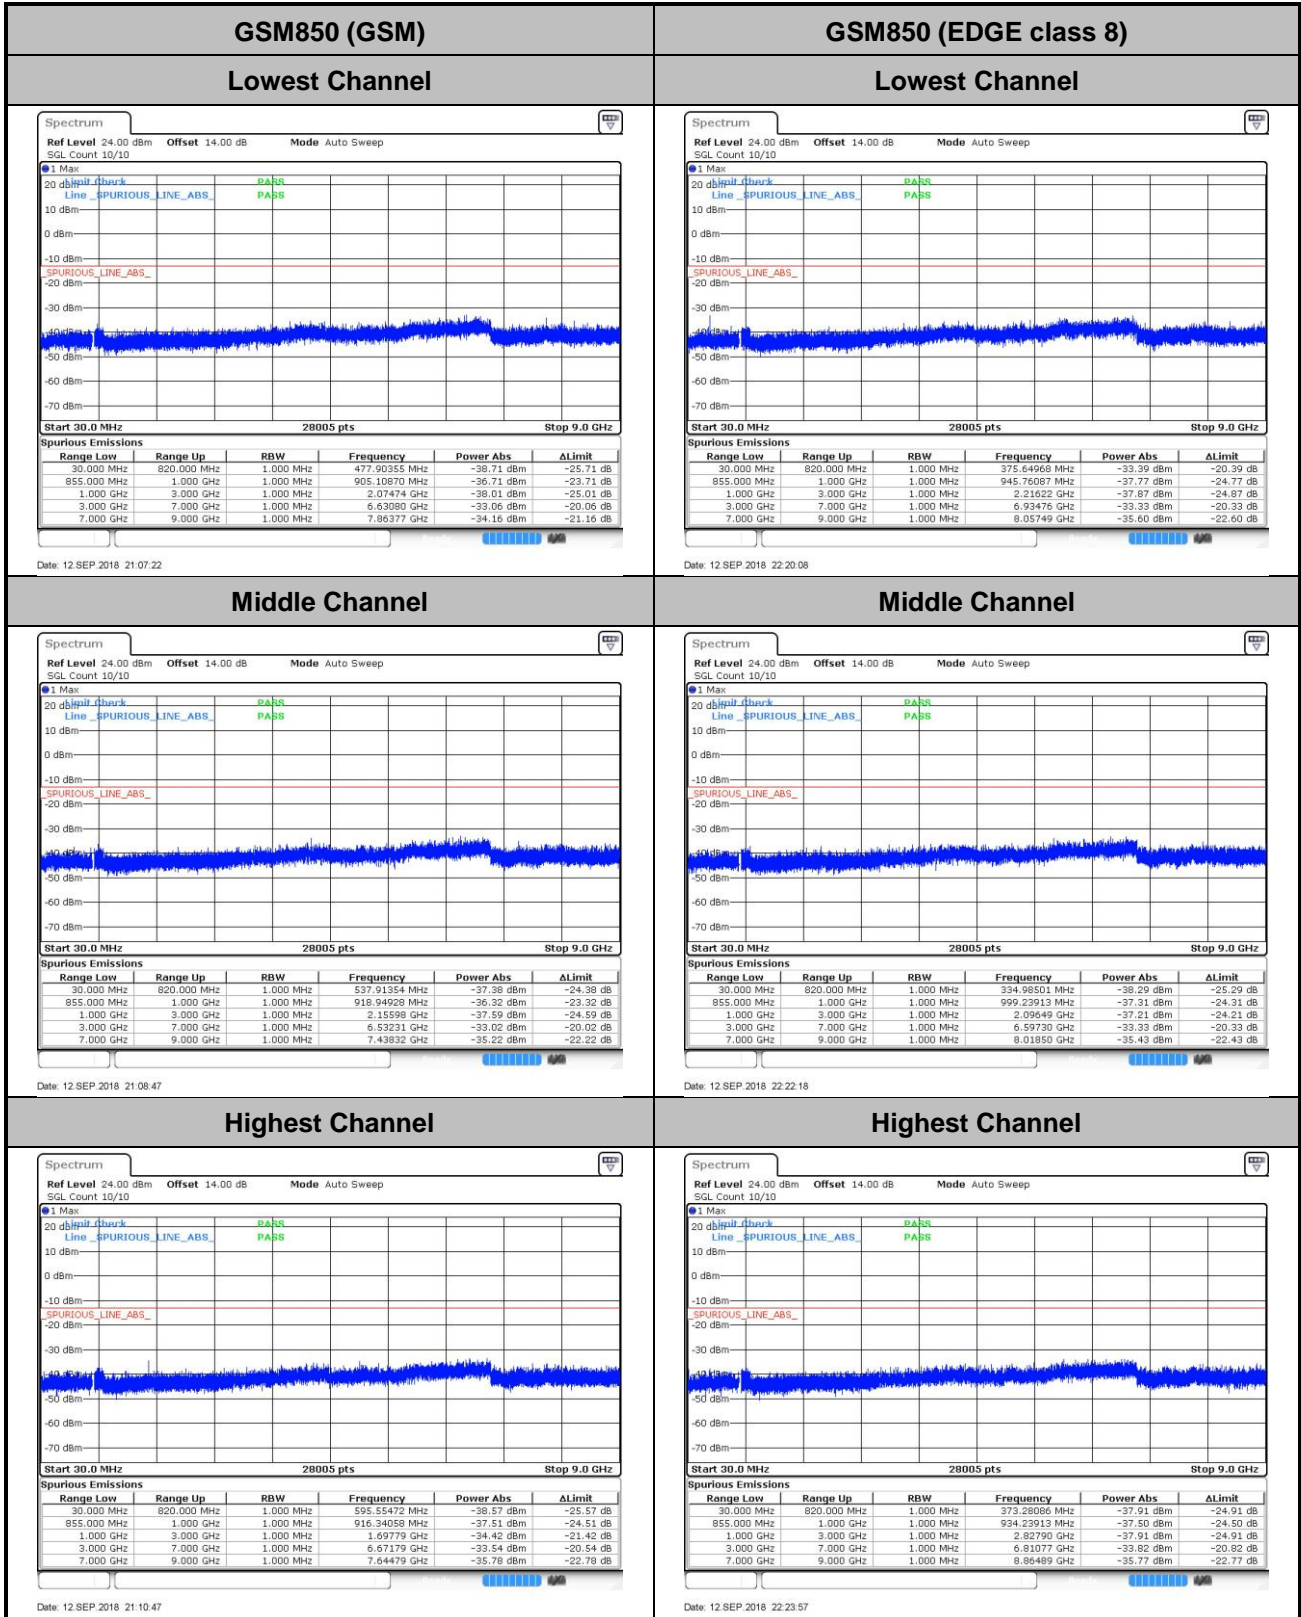 GSM850 (GSM)
GSM850 (EDGE class 8)
Lowest Channel
Lowest Channel
Spectrum
Ref Level 24.00 dBm Offset 14.00 dB Mode Auto Sweep
SGL Count 10/10
1 Max
20 dBm Limit Check PASS
Line _SPURIOUS_LINE_ABS_ PASS
10 dBm
0 dBm
-10 dBm
_SPURIOUS_LINE_ABS_
-20 dBm
-30 dBm
-40 dBm
-50 dBm
-60 dBm
-70 dBm
Start 30.0 MHz 28005 pts Stop 9.0 GHz
Spurious Emissions
Range Low Range Up RBW Frequency Power Abs ΔLimit
30.000 MHz 820.000 MHz 1.000 MHz 477.90355 MHz -38.71 dBm -25.71 dB
855.000 MHz 1.000 GHz 1.000 MHz 905.10870 MHz -36.71 dBm -23.71 dB
1.000 GHz 3.000 GHz 1.000 MHz 2.07474 GHz -38.01 dBm -25.01 dB
3.000 GHz 7.000 GHz 1.000 MHz 6.63080 GHz -33.06 dBm -20.06 dB
7.000 GHz 9.000 GHz 1.000 MHz 7.86377 GHz -34.16 dBm -21.16 dB
Date: 12.SEP.2018 21:07:22
Spectrum
Ref Level 24.00 dBm Offset 14.00 dB Mode Auto Sweep
SGL Count 10/10
1 Max
20 dBm Limit Check PASS
Line _SPURIOUS_LINE_ABS_ PASS
10 dBm
0 dBm
-10 dBm
_SPURIOUS_LINE_ABS_
-20 dBm
-30 dBm
-40 dBm
-50 dBm
-60 dBm
-70 dBm
Start 30.0 MHz 28005 pts Stop 9.0 GHz
Spurious Emissions
Range Low Range Up RBW Frequency Power Abs ΔLimit
30.000 MHz 820.000 MHz 1.000 MHz 375.64968 MHz -33.39 dBm -20.39 dB
855.000 MHz 1.000 GHz 1.000 MHz 945.76087 MHz -37.77 dBm -24.77 dB
1.000 GHz 3.000 GHz 1.000 MHz 2.21622 GHz -37.87 dBm -24.87 dB
3.000 GHz 7.000 GHz 1.000 MHz 6.93476 GHz -33.33 dBm -20.33 dB
7.000 GHz 9.000 GHz 1.000 MHz 8.05749 GHz -35.60 dBm -22.60 dB
Date: 12.SEP.2018 22:20:08
Middle Channel
Middle Channel
Spectrum
Ref Level 24.00 dBm Offset 14.00 dB Mode Auto Sweep
SGL Count 10/10
1 Max
20 dBm Limit Check PASS
Line _SPURIOUS_LINE_ABS_ PASS
10 dBm
0 dBm
-10 dBm
_SPURIOUS_LINE_ABS_
-20 dBm
-30 dBm
-40 dBm
-50 dBm
-60 dBm
-70 dBm
Start 30.0 MHz 28005 pts Stop 9.0 GHz
Spurious Emissions
Range Low Range Up RBW Frequency Power Abs ΔLimit
30.000 MHz 820.000 MHz 1.000 MHz 537.91354 MHz -37.38 dBm -24.38 dB
855.000 MHz 1.000 GHz 1.000 MHz 918.94928 MHz -36.32 dBm -23.32 dB
1.000 GHz 3.000 GHz 1.000 MHz 2.15598 GHz -37.59 dBm -24.59 dB
3.000 GHz 7.000 GHz 1.000 MHz 6.53231 GHz -33.02 dBm -20.02 dB
7.000 GHz 9.000 GHz 1.000 MHz 7.43832 GHz -35.22 dBm -22.22 dB
Date: 12.SEP.2018 21:08:47
Spectrum
Ref Level 24.00 dBm Offset 14.00 dB Mode Auto Sweep
SGL Count 10/10
1 Max
20 dBm Limit Check PASS
Line _SPURIOUS_LINE_ABS_ PASS
10 dBm
0 dBm
-10 dBm
_SPURIOUS_LINE_ABS_
-20 dBm
-30 dBm
-40 dBm
-50 dBm
-60 dBm
-70 dBm
Start 30.0 MHz 28005 pts Stop 9.0 GHz
Spurious Emissions
Range Low Range Up RBW Frequency Power Abs ΔLimit
30.000 MHz 820.000 MHz 1.000 MHz 334.98501 MHz -38.29 dBm -25.29 dB
855.000 MHz 1.000 GHz 1.000 MHz 999.23913 MHz -37.31 dBm -24.31 dB
1.000 GHz 3.000 GHz 1.000 MHz 2.09649 GHz -37.21 dBm -24.21 dB
3.000 GHz 7.000 GHz 1.000 MHz 6.59730 GHz -33.33 dBm -20.33 dB
7.000 GHz 9.000 GHz 1.000 MHz 8.01850 GHz -35.43 dBm -22.43 dB
Date: 12.SEP.2018 22:22:18
Highest Channel
Highest Channel
Spectrum
Ref Level 24.00 dBm Offset 14.00 dB Mode Auto Sweep
SGL Count 10/10
1 Max
20 dBm Limit Check PASS
Line _SPURIOUS_LINE_ABS_ PASS
10 dBm
0 dBm
-10 dBm
_SPURIOUS_LINE_ABS_
-20 dBm
-30 dBm
-40 dBm
-50 dBm
-60 dBm
-70 dBm
Start 30.0 MHz 28005 pts Stop 9.0 GHz
Spurious Emissions
Range Low Range Up RBW Frequency Power Abs ΔLimit
30.000 MHz 820.000 MHz 1.000 MHz 595.55472 MHz -38.57 dBm -25.57 dB
855.000 MHz 1.000 GHz 1.000 MHz 916.34058 MHz -37.51 dBm -24.51 dB
1.000 GHz 3.000 GHz 1.000 MHz 1.69779 GHz -34.42 dBm -21.42 dB
3.000 GHz 7.000 GHz 1.000 MHz 6.67179 GHz -33.54 dBm -20.54 dB
7.000 GHz 9.000 GHz 1.000 MHz 7.64479 GHz -35.78 dBm -22.78 dB
Date: 12.SEP.2018 21:10:47
Spectrum
Ref Level 24.00 dBm Offset 14.00 dB Mode Auto Sweep
SGL Count 10/10
1 Max
20 dBm Limit Check PASS
Line _SPURIOUS_LINE_ABS_ PASS
10 dBm
0 dBm
-10 dBm
_SPURIOUS_LINE_ABS_
-20 dBm
-30 dBm
-40 dBm
-50 dBm
-60 dBm
-70 dBm
Start 30.0 MHz 28005 pts Stop 9.0 GHz
Spurious Emissions
Range Low Range Up RBW Frequency Power Abs ΔLimit
30.000 MHz 820.000 MHz 1.000 MHz 373.28086 MHz -37.91 dBm -24.91 dB
855.000 MHz 1.000 GHz 1.000 MHz 934.23913 MHz -37.50 dBm -24.50 dB
1.000 GHz 3.000 GHz 1.000 MHz 2.82790 GHz -37.91 dBm -24.91 dB
3.000 GHz 7.000 GHz 1.000 MHz 6.81077 GHz -33.82 dBm -20.82 dB
7.000 GHz 9.000 GHz 1.000 MHz 8.86489 GHz -35.77 dBm -22.77 dB
Date: 12.SEP.2018 22:23:57